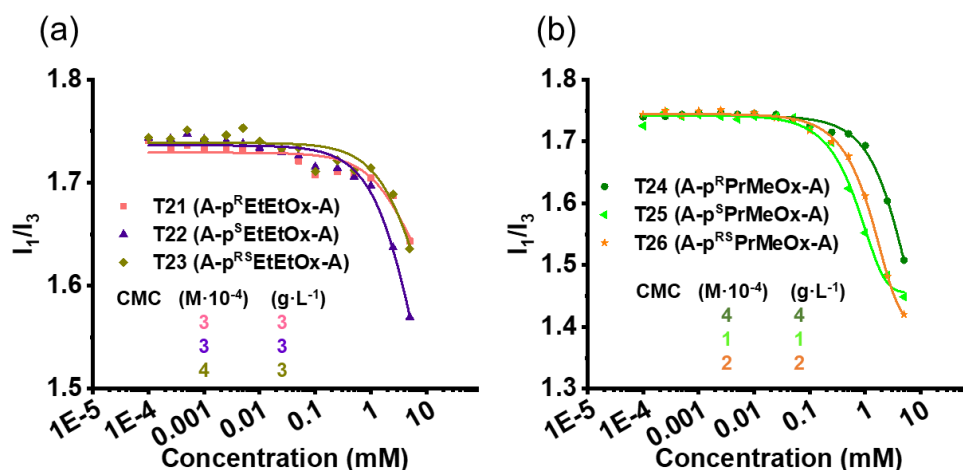 (a)
1.8
1.7
1.6
1.5
I1/I3
T21 (A-pᴿEtEtOx-A)
T22 (A-pˢEtEtOx-A)
T23 (A-pᴿˢEtEtOx-A)
CMC (M·10⁻⁴) (g·L⁻¹)
3 3
3 3
4 3
1E-5 1E-4 0.001 0.01 0.1 1 10
Concentration (mM)
(b)
1.8
1.7
1.6
1.5
1.4
1.3
I1/I3
T24 (A-pᴿPrMeOx-A)
T25 (A-pˢPrMeOx-A)
T26 (A-pᴿˢPrMeOx-A)
CMC (M·10⁻⁴) (g·L⁻¹)
4 4
1 1
2 2
1E-5 1E-4 0.001 0.01 0.1 1 10
Concentration (mM)